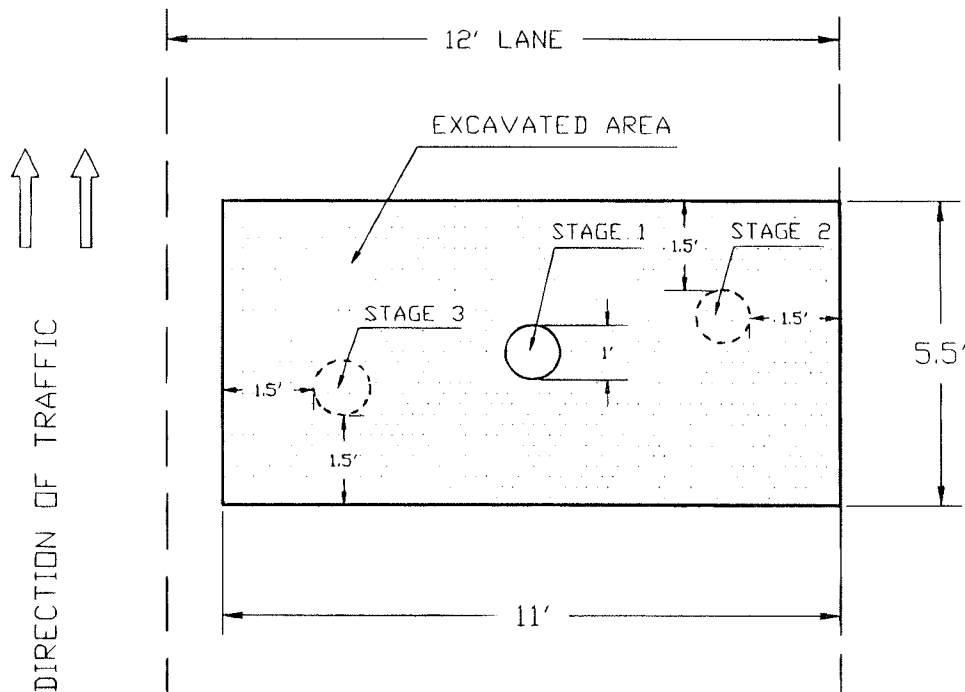 12' LANE
EXCAVATED AREA
STAGE 1
STAGE 2
1.5'
STAGE 3
1'
1.5'
5.5'
1.5'
1.5'
11'
DIRECTION OF TRAFFIC